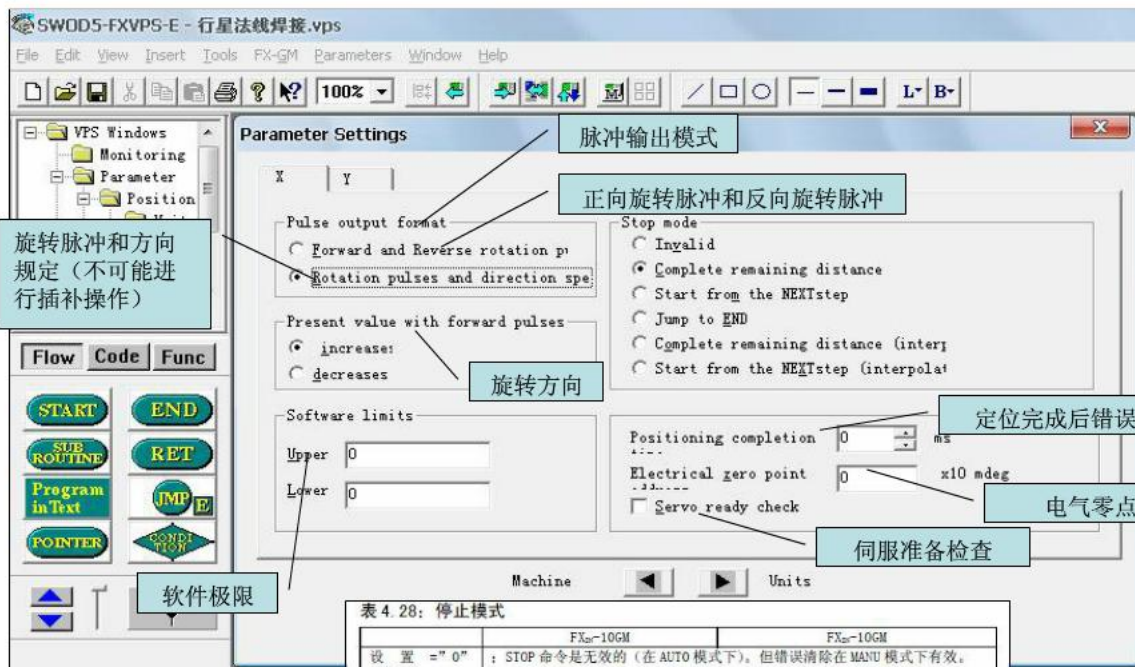 SWOD5-FXVPS-E - 行星法线焊接.vps
File Edit View Insert Tools FX-GM Parameters Window Help
100%
L B
VPS Windows
Monitoring
Parameter
Position
Parameter Settings
脉冲输出模式
X Y
正向旋转脉冲和反向旋转脉冲
Pulse output format
Forward and Reverse rotation
Rotation pulses and direction spe
旋转脉冲和方向
规定（不可能进
行插补操作）
Present value with forward pulses
increases
decreases
旋转方向
Stop mode
Invalid
Complete remaining distance
Start from the NEXTstep
Jump to END
Complete remaining distance (inter
Start from the NEXTstep (interpolat
Software limits
Upper 0
Lower 0
软件极限
定位完成后错误
Positioning completion 0 ms
Electrical zero point 0 x10 mdeg
电气零点
Servo ready check
伺服准备检查
Machine Units
Flow Code Func
START END
SUB ROUTINE RET
Program in Text JMP E
POINTER CONDI TION
表 4.28: 停止模式
FX2N-10GM FX2N-10GM
设 置 ="0" ; STOP 命令是无效的（在 AUTO 模式下）。但错误清除在 MANU 模式下有效。